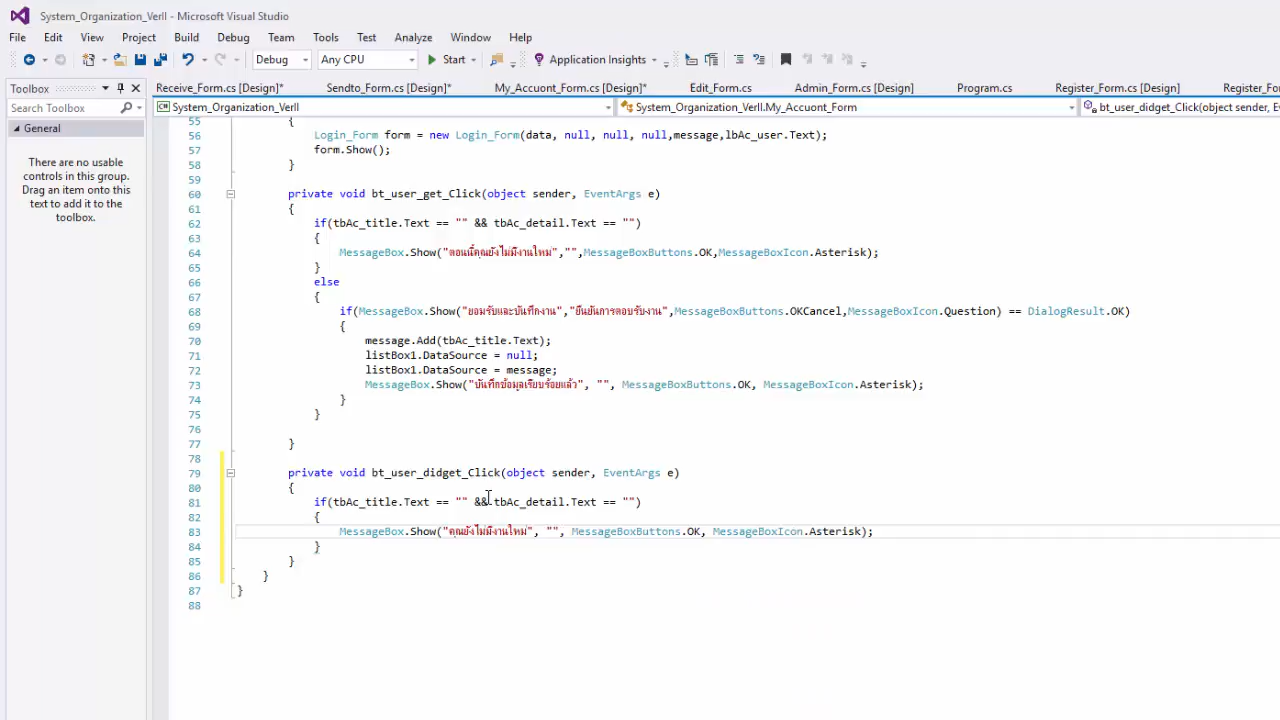 System_Organization_VerII - Microsoft Visual Studio
File Edit View Project Build Debug Team Tools Test Analyze Window Help
Debug Any CPU Start Application Insights
Toolbox
Receive_Form.cs [Design]* Sendto_Form.cs [Design]* My_Accuont_Form.cs [Design]* Edit_Form.cs Admin_Form.cs [Design] Program.cs Register_Form.cs [Design] Register_For
Search Toolbox
System_Organization_VerII System_Organization_VerII.My_Accuont_Form bt_user_didget_Click(object sender, E
General
There are no usable
controls in this group.
Drag an item onto this
text to add it to the
toolbox.
55 {
56 Login_Form form = new Login_Form(data, null, null, null,message,lbAc_user.Text);
57 form.Show();
58 }
59
60 private void bt_user_get_Click(object sender, EventArgs e)
61 {
62 if(tbAc_title.Text == "" && tbAc_detail.Text == "")
63 {
64 MessageBox.Show("ตอนนี้คุณยังไม่มีงานใหม่","",MessageBoxButtons.OK,MessageBoxIcon.Asterisk);
65 }
66 else
67 {
68 if(MessageBox.Show("ยอมรับและบันทึกงาน","ยืนยันการตอบรับงาน",MessageBoxButtons.OKCancel,MessageBoxIcon.Question) == DialogResult.OK)
69 {
70 message.Add(tbAc_title.Text);
71 listBox1.DataSource = null;
72 listBox1.DataSource = message;
73 MessageBox.Show("บันทึกข้อมูลเรียบร้อยแล้ว", "", MessageBoxButtons.OK, MessageBoxIcon.Asterisk);
74 }
75 }
76
77 }
78
79 private void bt_user_didget_Click(object sender, EventArgs e)
80 {
81 if(tbAc_title.Text == "" && tbAc_detail.Text == "")
82 {
83 MessageBox.Show("คุณยังไม่มีงานใหม่", "", MessageBoxButtons.OK, MessageBoxIcon.Asterisk);
84 }
85 }
86 }
87 }
88